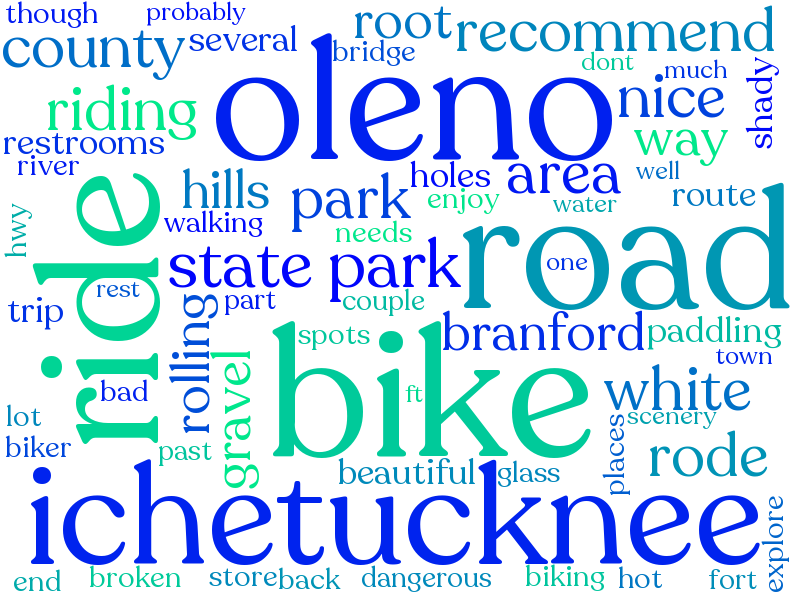 though
probably
root
recommend
county
several
bridge
oleno
dont
much
shady
riding
nice
restrooms
way
river
hills
park
holes
area
well
enjoy
water
route
hwy
walking
needs
ride
state park
road
one
rest
trip
part
couple
rolling
spots
branford
paddling
town
bike
gravel
bad
ft
white
lot
places
scenery
biker
past
rode
beautiful
glass
ichetucknee
explore
end
broken
store
back
dangerous
biking
hot
fort